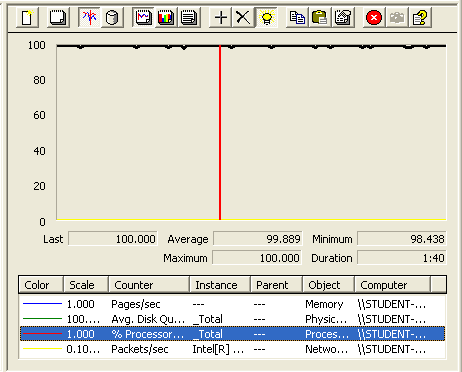 100
80
60
40
20
0
Last 100.000 Average 99.889 Minimum 98.438
Maximum 100.000 Duration 1:40
Color Scale Counter Instance Parent Object Computer
1.000 Pages/sec --- --- Memory \\STUDENT-...
100.... Avg. Disk Qu... _Total --- Physic... \\STUDENT-...
1.000 % Processor... _Total --- Proces... \\STUDENT-...
0.10... Packets/sec Intel[R] ... --- Netwo... \\STUDENT-...